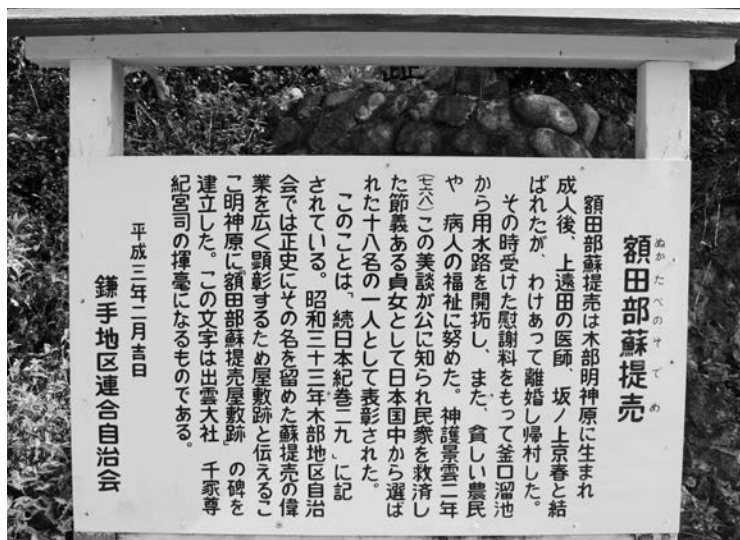 額田部蘇提売
ぬかたべのそでめ
額田部蘇提売は木部明神原に生まれ
成人後、上遠田の医師、坂ノ上京春と結
ばれたが、わけあって離婚し帰村した。
その時受けた慰謝料をもって釜口溜池
から用水路を開拓し、また、貧しい農民
や 病人の福祉に努めた。神護景雲二年
(七六八)この美談が公に知られ民衆を救済し
た節義ある貞女として日本国中から選ば
れた十八名の一人として表彰された。
このことは、「続日本紀巻二九」に記
されている。昭和三十三年木部地区自治
会では正史にその名を留めた蘇提売の偉
業を広く顕彰するため屋敷跡と伝えるこ
こ明神原に「額田部蘇提売屋敷跡」の碑を
建立した。この文字は出雲大社 千家尊
紀宮司の揮毫になるものである。
平成三年二月吉日
鎌手地区連合自治会